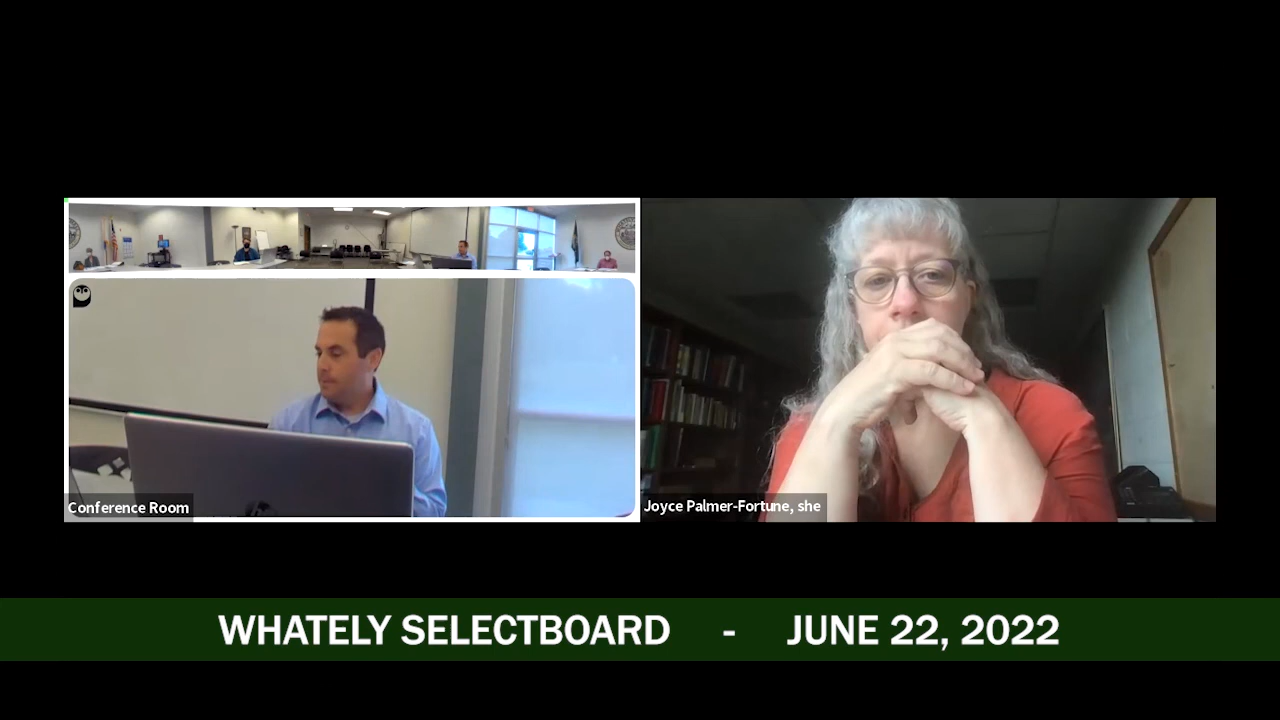 Conference Room
Joyce Palmer-Fortune, she
WHATELY SELECTBOARD - JUNE 22, 2022